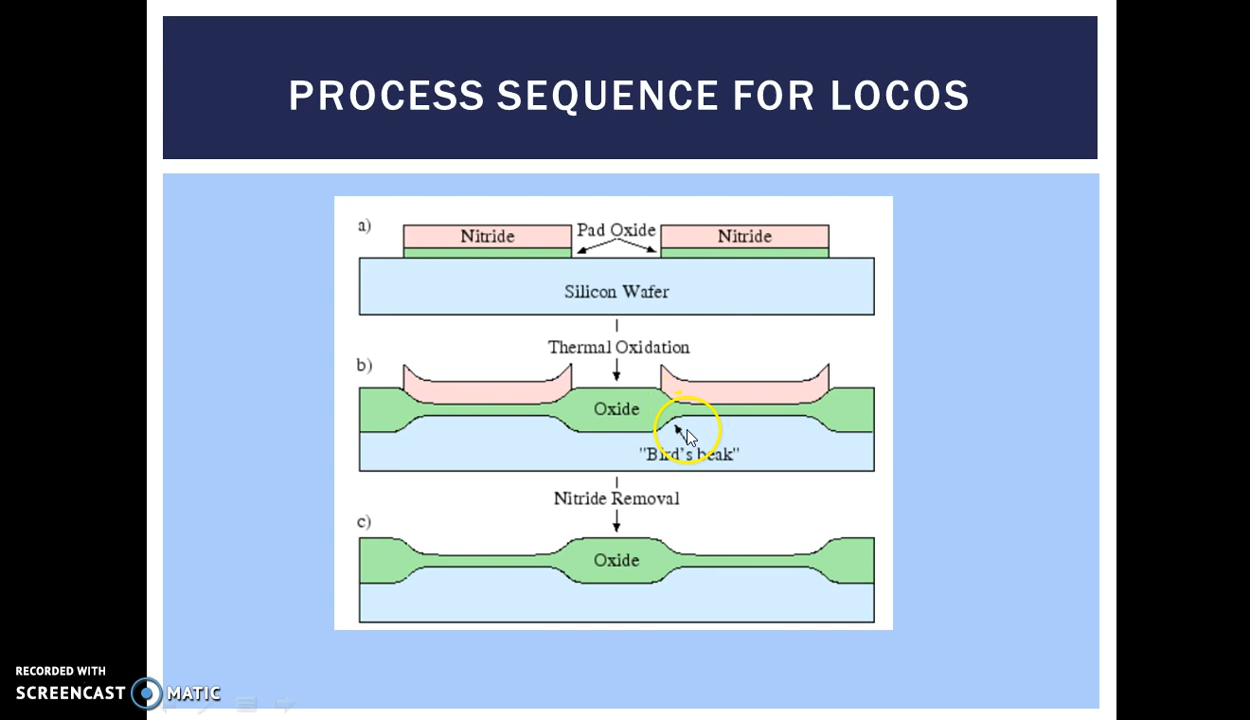 PROCESS SEQUENCE FOR LOCOS
a)
Nitride
Pad Oxide
Nitride
Silicon Wafer
Thermal Oxidation
b)
Oxide
"Bird's beak"
Nitride Removal
c)
Oxide
RECORDED WITH
SCREENCAST MATIC